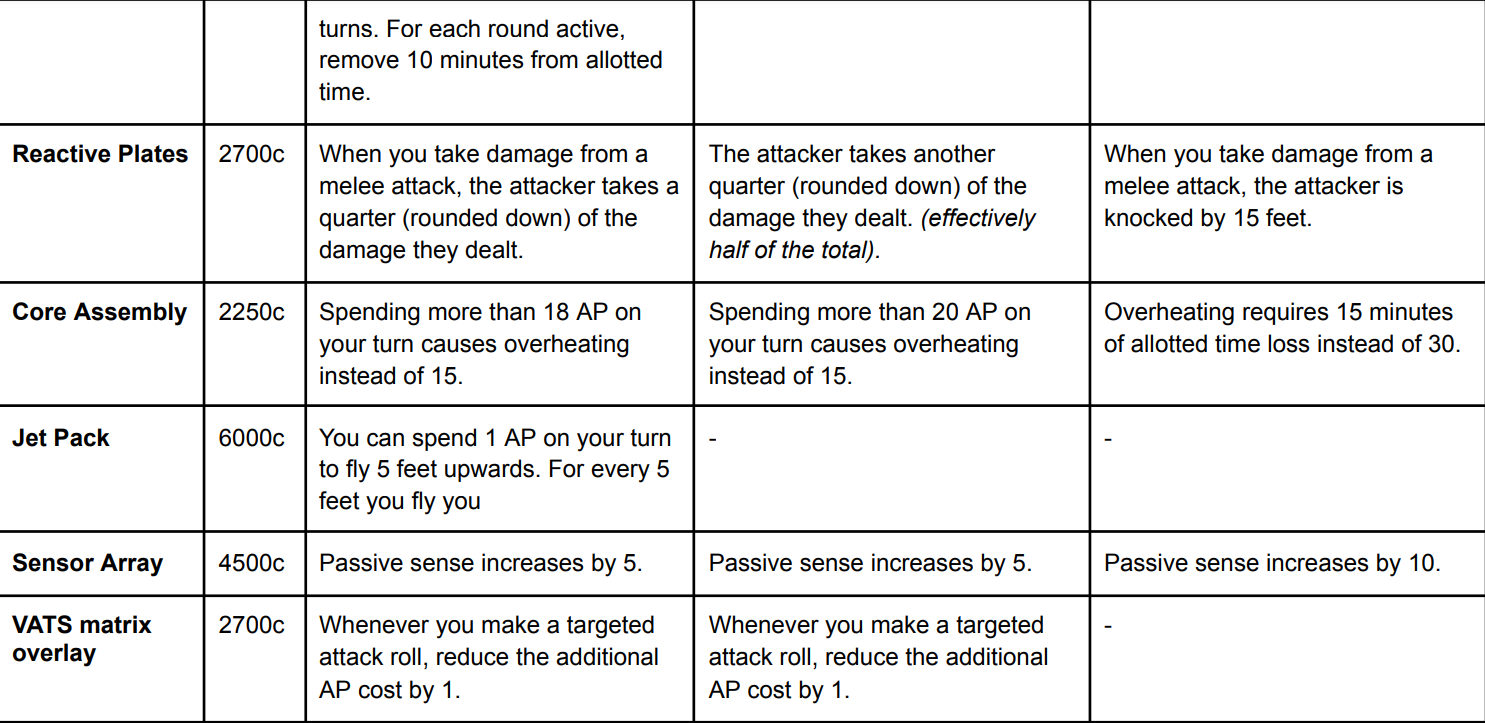 turns. For each round active,
remove 10 minutes from allotted
time.
Reactive Plates
2700c
When you take damage from a
melee attack, the attacker takes a
quarter (rounded down) of the
damage they dealt.
The attacker takes another
quarter (rounded down) of the
damage they dealt. (effectively
half of the total).
When you take damage from a
melee attack, the attacker is
knocked by 15 feet.
Core Assembly
2250c
Spending more than 18 AP on
your turn causes overheating
instead of 15.
Spending more than 20 AP on
your turn causes overheating
instead of 15.
Overheating requires 15 minutes
of allotted time loss instead of 30.
Jet Pack
6000c
You can spend 1 AP on your turn
to fly 5 feet upwards. For every 5
feet you fly you
-
-
Sensor Array
4500c
Passive sense increases by 5.
Passive sense increases by 5.
Passive sense increases by 10.
VATS matrix
overlay
2700c
Whenever you make a targeted
attack roll, reduce the additional
AP cost by 1.
Whenever you make a targeted
attack roll, reduce the additional
AP cost by 1.
-